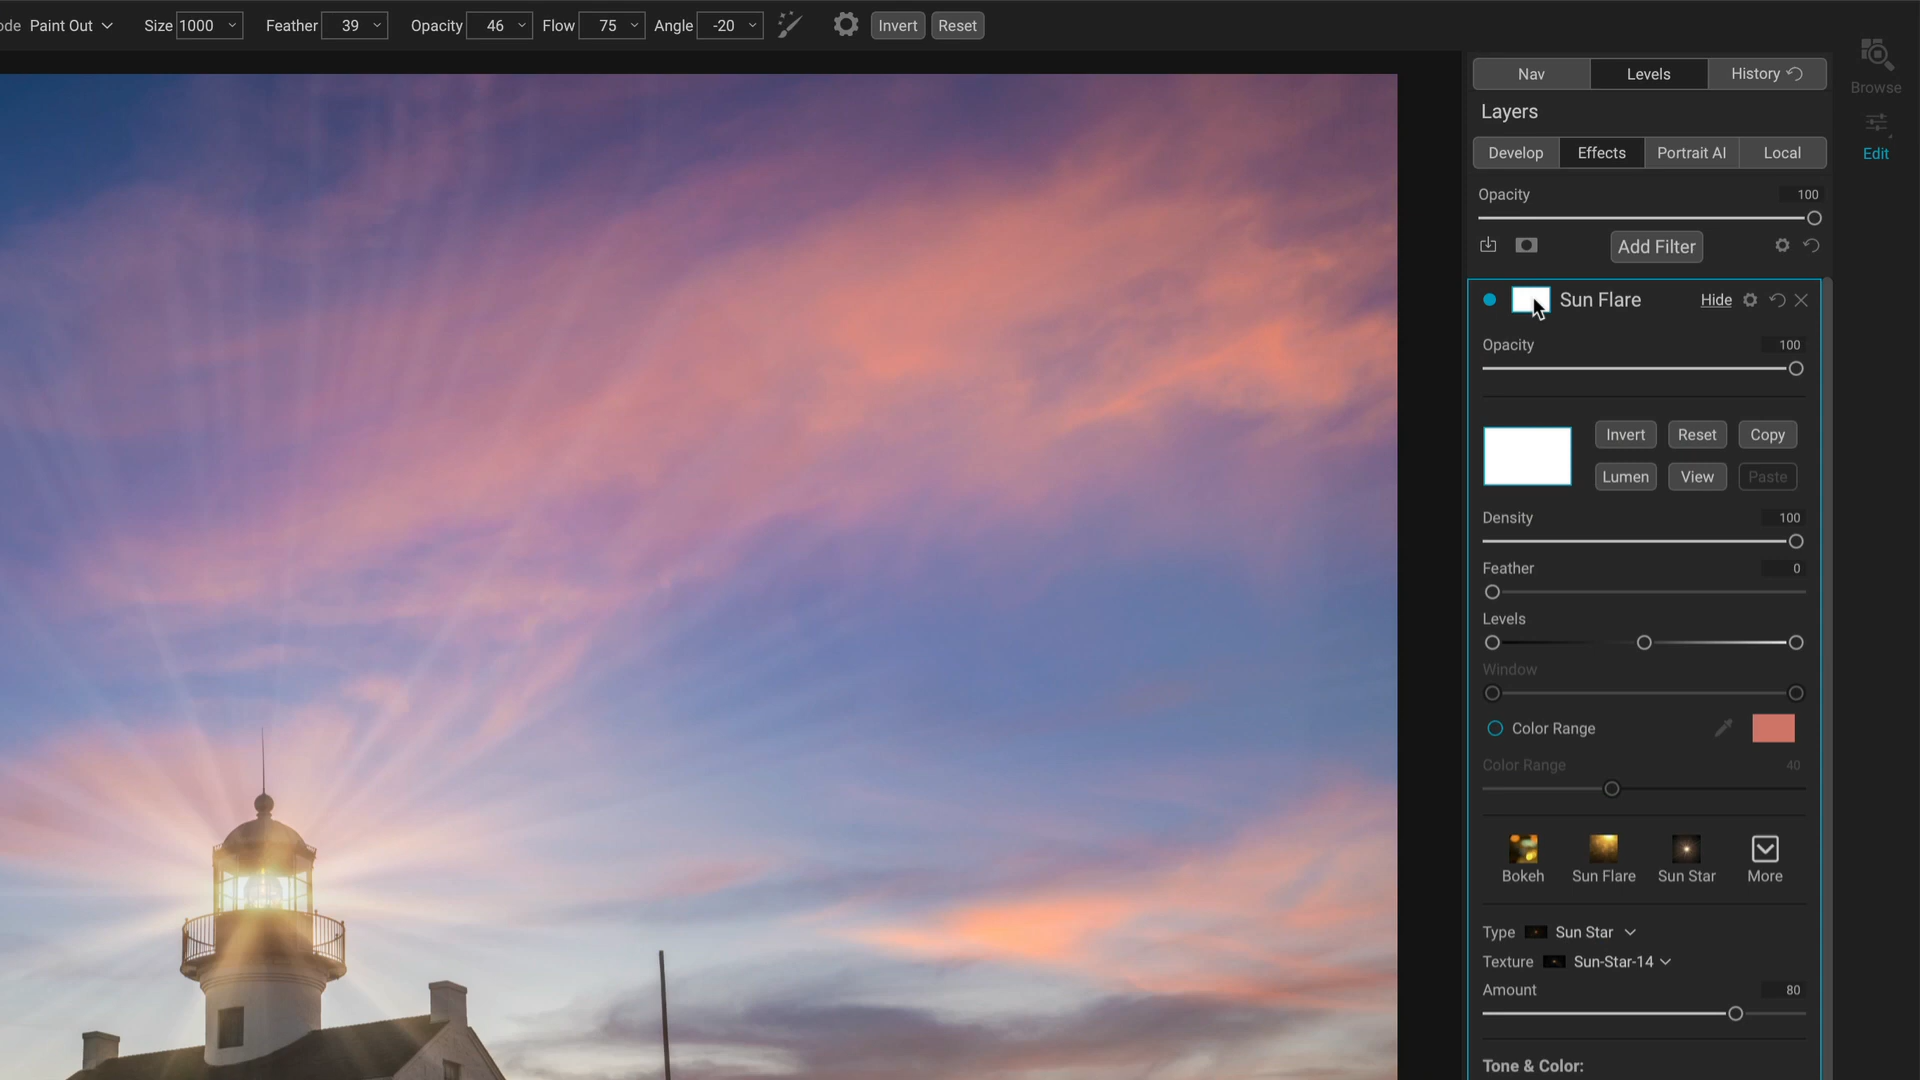 ode Paint Out Size 1000 Feather 39 Opacity 46 Flow 75 Angle -20 Invert Reset
Nav Levels History
Browse
Layers
Edit
Develop Effects Portrait AI Local
Opacity 100
Add Filter
Sun Flare Hide
Opacity 100
Invert Reset Copy
Lumen View Paste
Density 100
Feather 0
Levels
Window
Color Range
Color Range 40
Bokeh Sun Flare Sun Star More
Type Sun Star
Texture Sun-Star-14
Amount 80
Tone & Color: